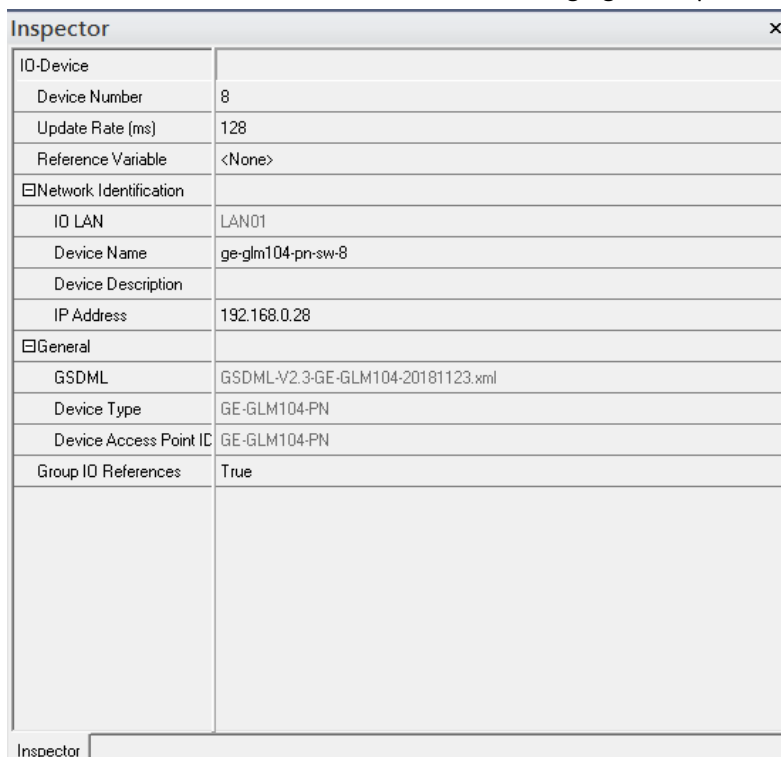 Inspector ×
IO-Device
Device Number 8
Update Rate (ms) 128
Reference Variable <None>
Network Identification
IO LAN LAN01
Device Name ge-glm104-pn-sw-8
Device Description
IP Address 192.168.0.28
General
GSDML GSDML-V2.3-GE-GLM104-20181123.xml
Device Type GE-GLM104-PN
Device Access Point ID GE-GLM104-PN
Group IO References True
Inspector